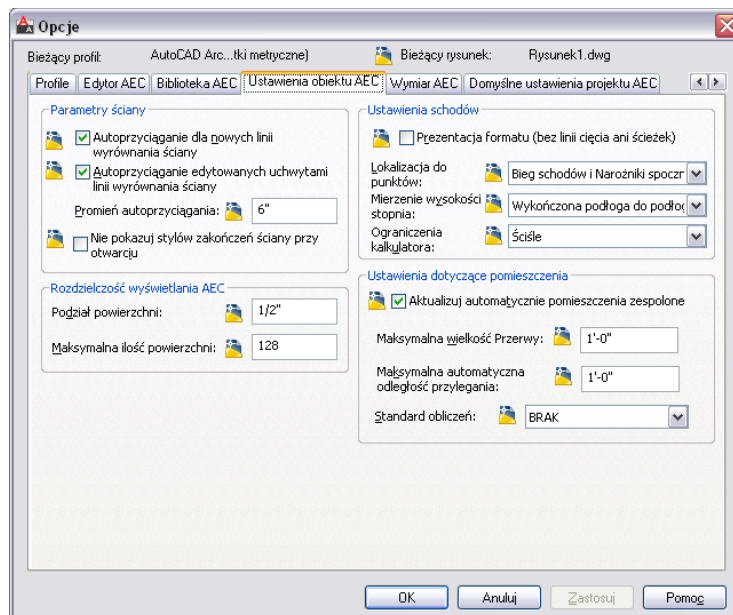 Opcje
Bieżący profil: AutoCAD Arc...tki metryczne) Bieżący rysunek: Rysunek1.dwg
Profile Edytor AEC Biblioteka AEC Ustawienia obiektu AEC Wymiar AEC Domyślne ustawienia projektu AEC
Parametry ściany
Autoprzyciąganie dla nowych linii
wyrównania ściany
Autoprzyciąganie edytowanych uchwytami
linii wyrównania ściany
Promień autoprzyciągania: 6"
Nie pokazuj stylów zakończeń ściany przy
otwarciu
Rozdzielczość wyświetlania AEC
Podział powierzchni: 1/2"
Maksymalna ilość powierzchni: 128
Ustawienia schodów
Prezentacja formatu (bez linii cięcia ani ścieżek)
Lokalizacja do
punktów: Bieg schodów i Narożniki spoczr
Mierzenie wysokości
stopnia: Wykończona podłoga do podłog
Ograniczenia
kalkulatora: Ściśle
Ustawienia dotyczące pomieszczenia
Aktualizuj automatycznie pomieszczenia zespolone
Maksymalna wielkość Przerwy: 1'-0"
Maksymalna automatyczna
odległość przylegania: 1'-0"
Standard obliczeń: BRAK
OK Anuluj Zastosuj Pomoc